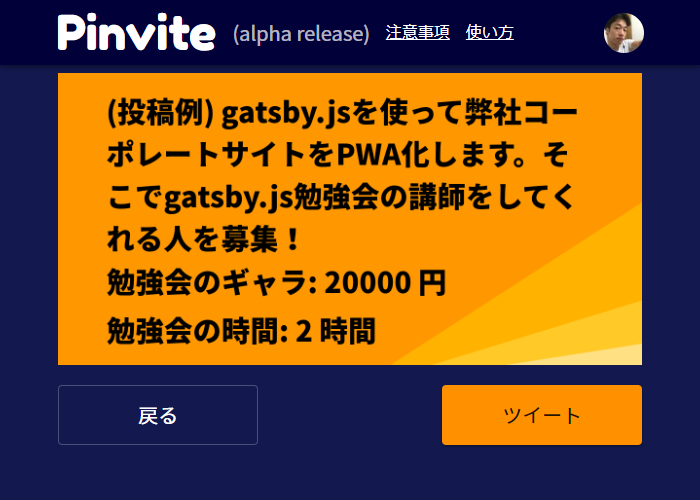 Pinvite (alpha release) 注意事項 使い方
(投稿例) gatsby.jsを使って弊社コー
ポレートサイトをPWA化します。そ
こでgatsby.js勉強会の講師をしてく
れる人を募集！
勉強会のギャラ: 20000 円
勉強会の時間: 2 時間
戻る ツイート